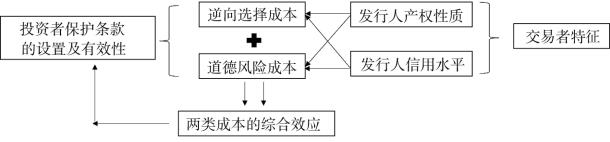 投资者保护条款
的设置及有效性
逆向选择成本
道德风险成本
发行人产权性质
发行人信用水平
交易者特征
两类成本的综合效应